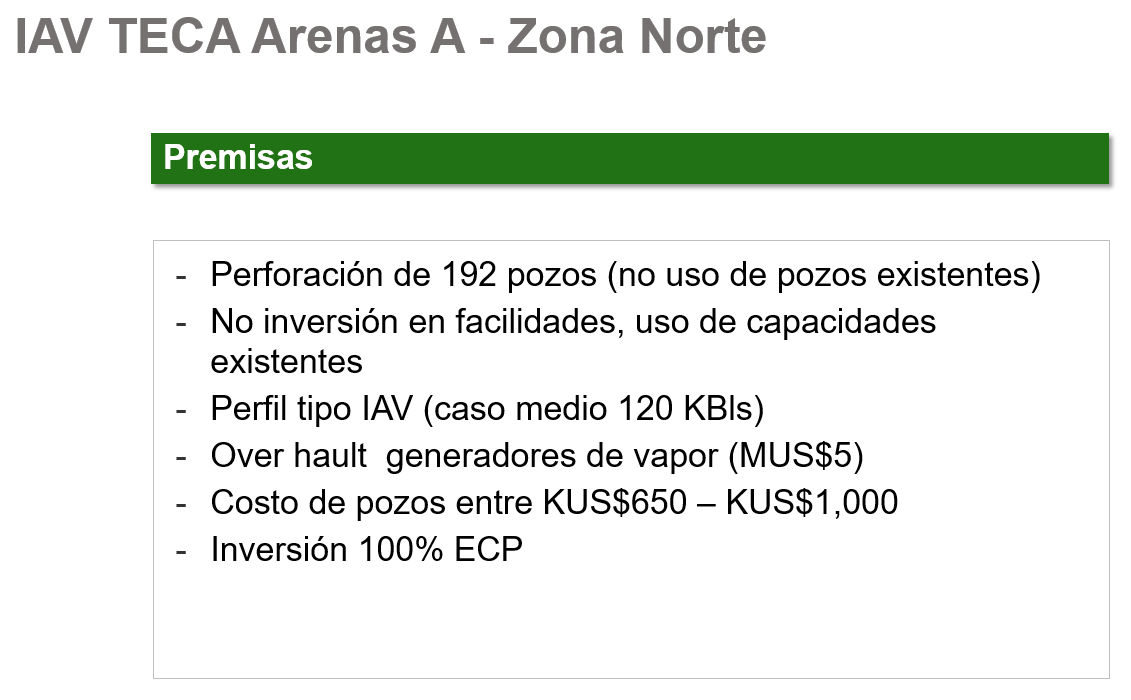 IAV TECA Arenas A - Zona Norte
Premisas
- Perforación de 192 pozos (no uso de pozos existentes)
- No inversión en facilidades, uso de capacidades
existentes
- Perfil tipo IAV (caso medio 120 KBls)
- Over hault  generadores de vapor (MUS$5)
- Costo de pozos entre KUS$650 – KUS$1,000
- Inversión 100% ECP